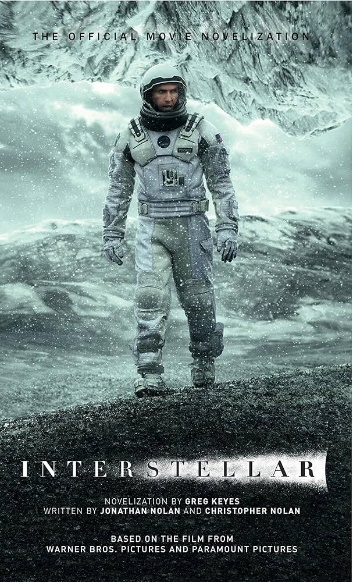 THE OFFICIAL MOVIE NOVELIZATION
INTERSTELLAR
NOVELIZATION BY GREG KEYES
WRITTEN BY JONATHAN NOLAN AND CHRISTOPHER NOLAN
BASED ON THE FILM FROM
WARNER BROS. PICTURES AND PARAMOUNT PICTURES